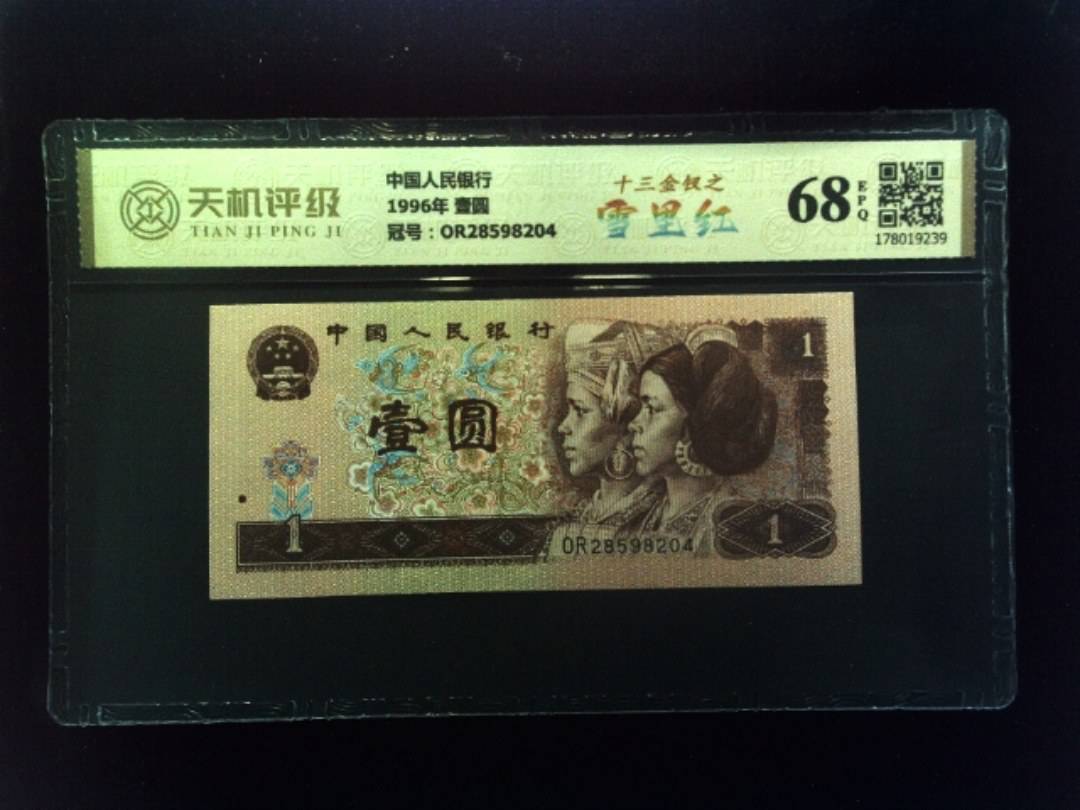 天机评级
TIAN JI PING JI
中国人民银行
1996年 壹圆
冠号：OR28598204
十三金钗之
雪里红
68
EPQ
178019239
中国人民银行
1
壹圆
1
OR28598204
1